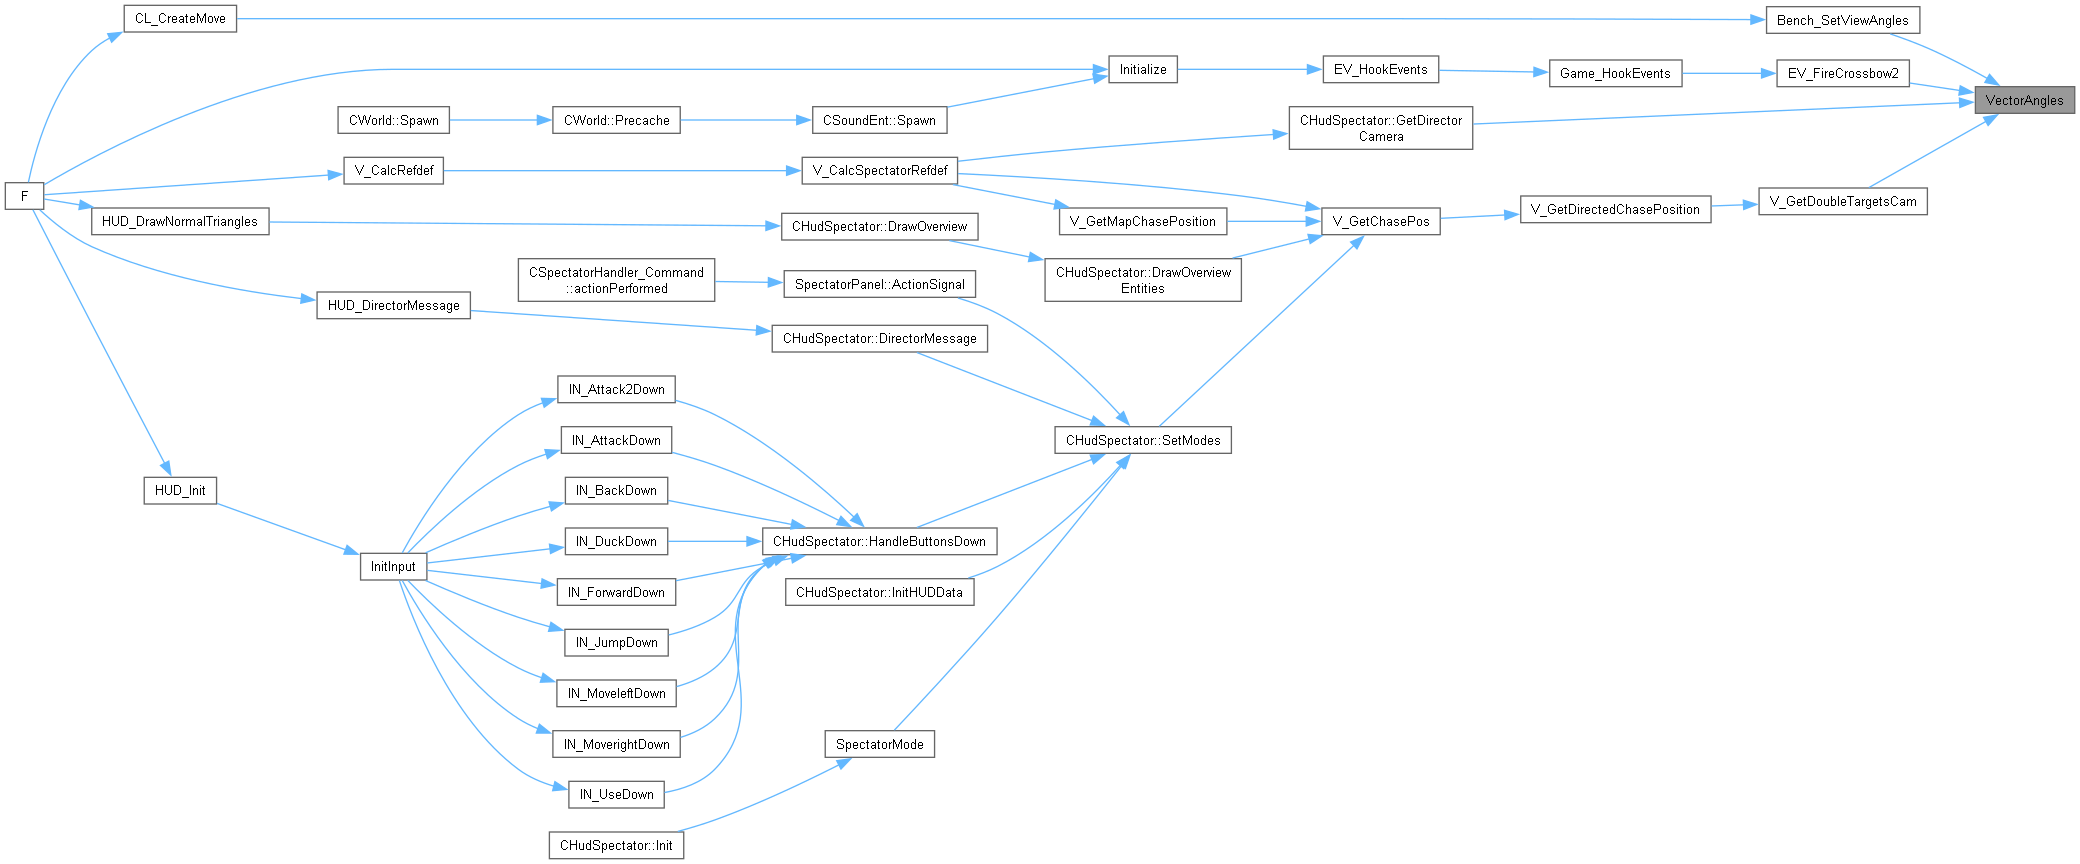 CL_CreateMove
Bench_SetViewAngles
Initialize
EV_HookEvents
Game_HookEvents
EV_FireCrossbow2
VectorAngles
CWorld::Spawn
CWorld::Precache
CSoundEnt::Spawn
CHudSpectator::GetDirector
Camera
V_CalcRefdef
V_CalcSpectatorRefdef
F
HUD_DrawNormalTriangles
CHudSpectator::DrawOverview
V_GetMapChasePosition
V_GetChasePos
V_GetDirectedChasePosition
V_GetDoubleTargetsCam
CSpectatorHandler_Command
::actionPerformed
SpectatorPanel::ActionSignal
CHudSpectator::DrawOverview
Entities
HUD_DirectorMessage
CHudSpectator::DirectorMessage
IN_Attack2Down
IN_AttackDown
CHudSpectator::SetModes
HUD_Init
IN_BackDown
IN_DuckDown
CHudSpectator::HandleButtonsDown
InitInput
IN_ForwardDown
CHudSpectator::InitHUDData
IN_JumpDown
IN_MoveleftDown
IN_MoverightDown
SpectatorMode
IN_UseDown
CHudSpectator::Init